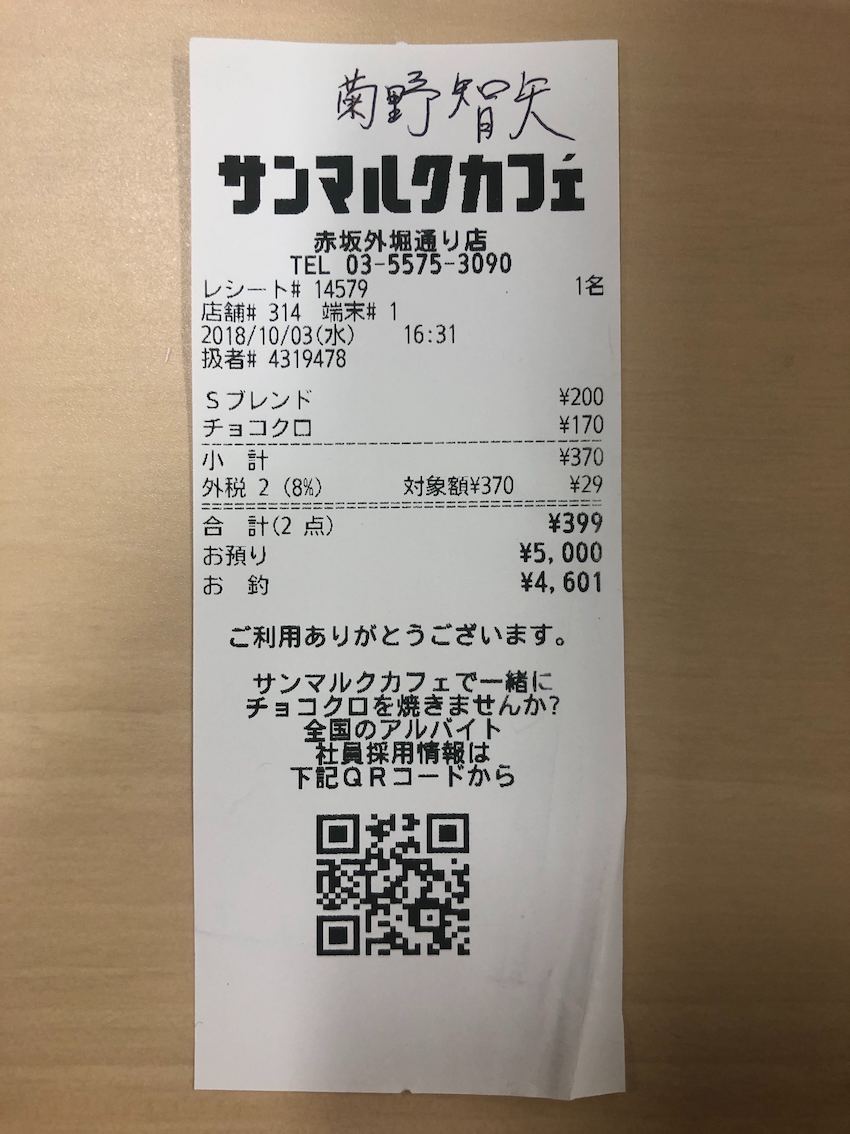 菊野智矢
サンマルクカフェ
赤坂外堀通り店
TEL 03-5575-3090
レシート# 14579 1名
店舗# 314 端末# 1
2018/10/03(水) 16:31
扱者# 4319478
Sブレンド ¥200
チョコクロ ¥170
小 計 ¥370
外税 2 (8%) 対象額¥370 ¥29
合 計(2 点) ¥399
お預り ¥5,000
お 釣 ¥4,601
ご利用ありがとうございます。
サンマルクカフェで一緒に
チョコクロを焼きませんか?
全国のアルバイト
社員採用情報は
下記QRコードから